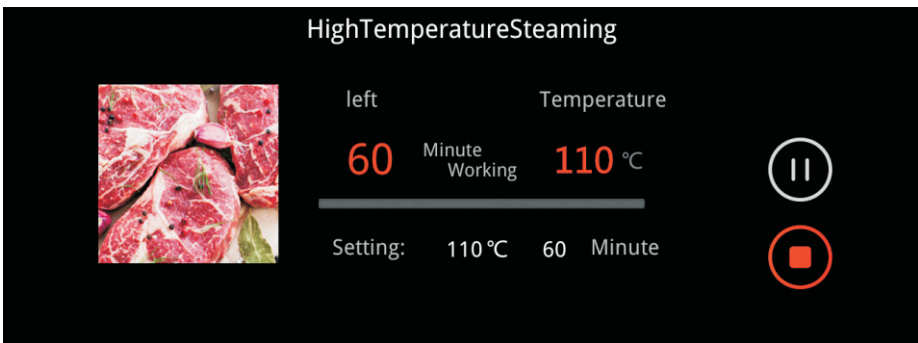 HighTemperatureSteaming
left Temperature
60 Minute Working 110 ℃
Setting: 110℃ 60 Minute